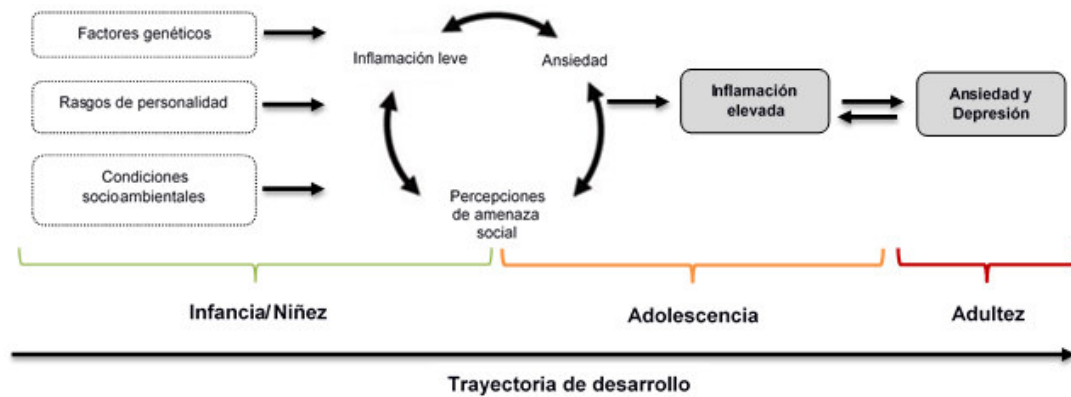 Factores genéticos
Rasgos de personalidad
Condiciones
socioambientales
Inflamación leve
Ansiedad
Percepciones
de amenaza
social
Inflamación
elevada
Ansiedad y
Depresión
Infancia/Niñez
Adolescencia
Adultez
Trayectoria de desarrollo